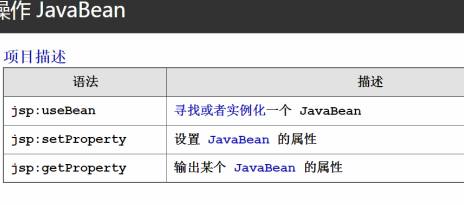 操作 JavaBean
项目描述
语法 描述
jsp:useBean 寻找或者实例化一个 JavaBean
jsp:setProperty 设置 JavaBean 的属性
jsp:getProperty 输出某个 JavaBean 的属性